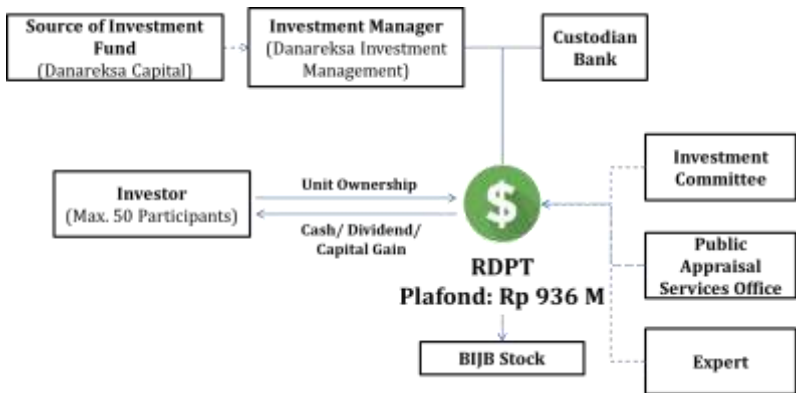 Source of Investment
Fund
(Danareksa Capital)
Investment Manager
(Danareksa Investment
Management)
Custodian
Bank
Investor
(Max. 50 Participants)
Unit Ownership
Cash/ Dividend/
Capital Gain
$
RDPT
Plafond: Rp 936 M
BIJB Stock
Investment
Committee
Public
Appraisal
Services Office
Expert